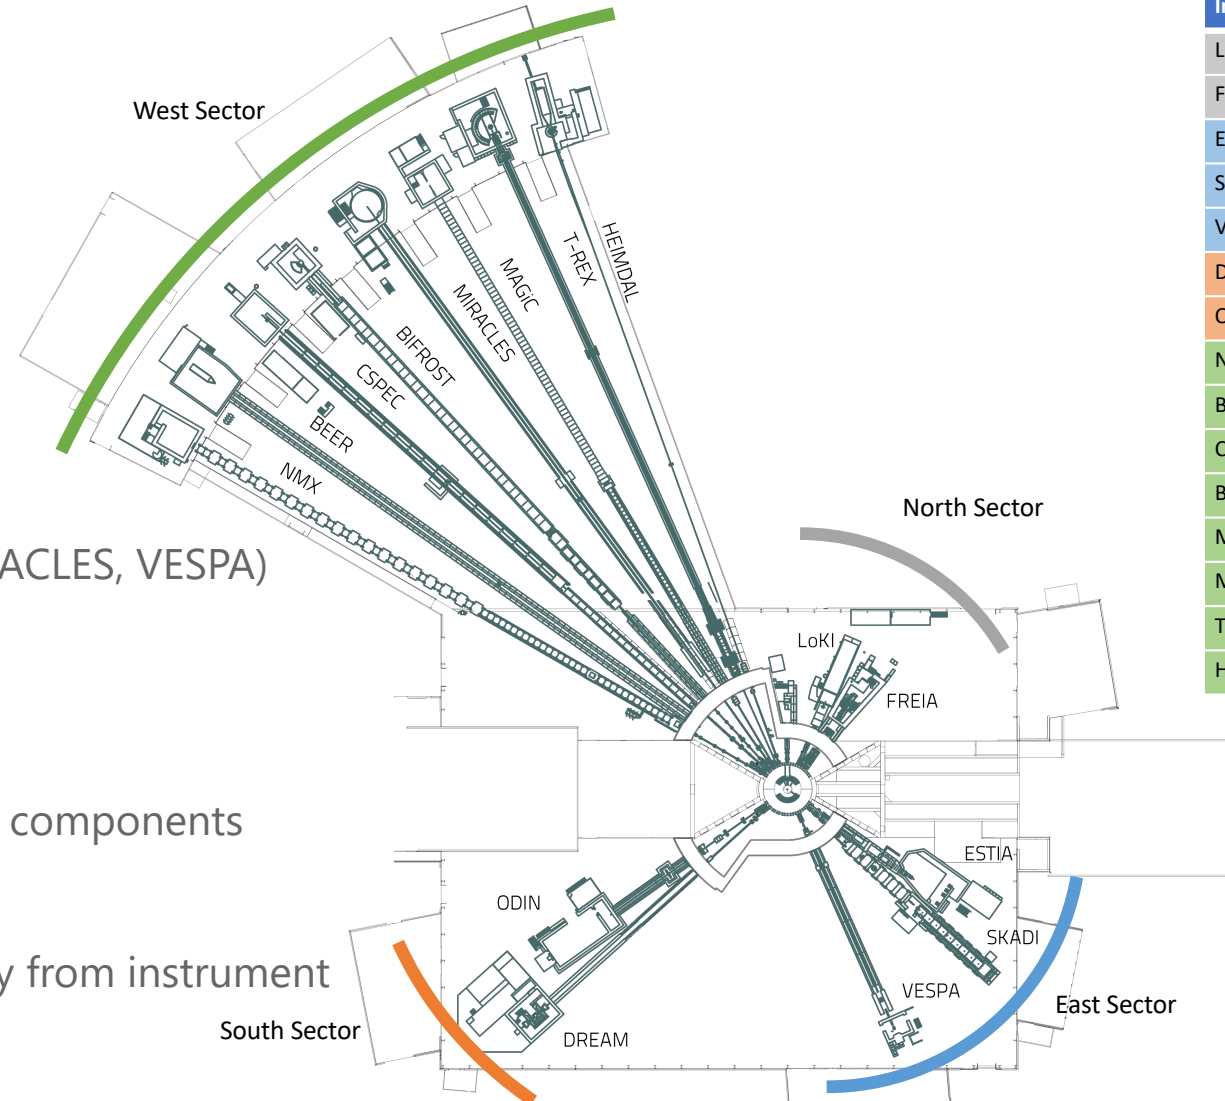 West Sector
HEIMDAL
T-REX
MAGiC
MIRACLES
BIFROST
CSPEC
BEER
NMX
North Sector
ACLES, VESPA)
LoKI
FREIA
components
ESTIA
ODIN
SKADI
y from instrument
VESPA
East Sector
South Sector
DREAM
L
F
E
S
V
D
O
N
B
C
B
M
M
T
H